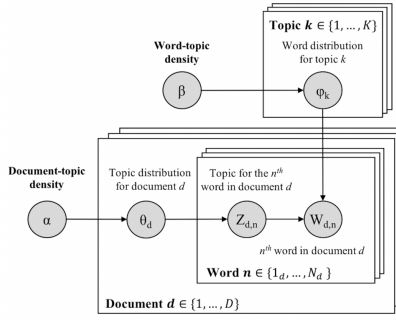 Topic k ∈ {1, …, K}
Word-topic
density
Word distribution
for topic k
β
φk
Document-topic
density
Topic distribution
for document d
Topic for the nth
word in document d
α
θd
Zd,n
Wd,n
nth word in document d
Word n ∈ {1d, …, Nd }
Document d ∈ {1, …, D}